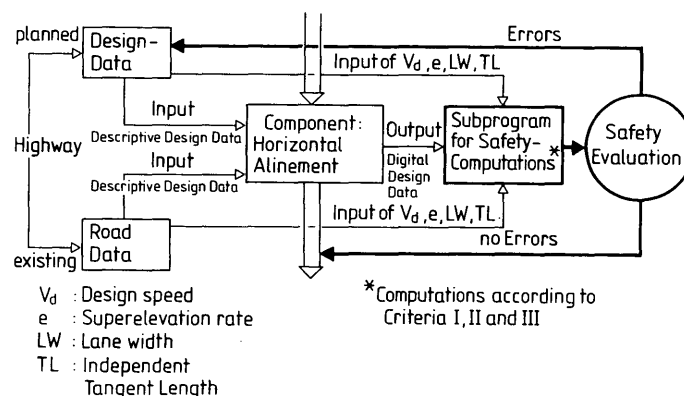 planned
Design-
Data
Errors
Input of Vd,e,LW,TL
Input
Descriptive Design Data
Component:
Horizontal
Alinement
Output
Digital
Design
Data
Subprogram
for Safety-
Computations*
Safety
Evaluation
Highway
Input
Descriptive Design Data
Input of Vd,e,LW,TL
no Errors
Road
Data
existing
Vd : Design speed
e : Superelevation rate
LW : Lane width
TL : Independent
Tangent Length
*Computations according to
Criteria I, II and III